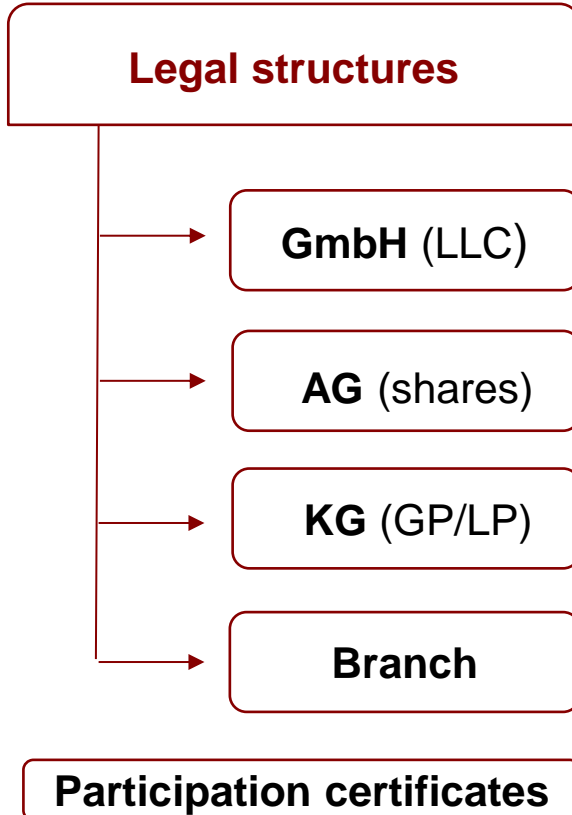 Legal structures
GmbH (LLC)
AG (shares)
KG (GP/LP)
Branch
Participation certificates